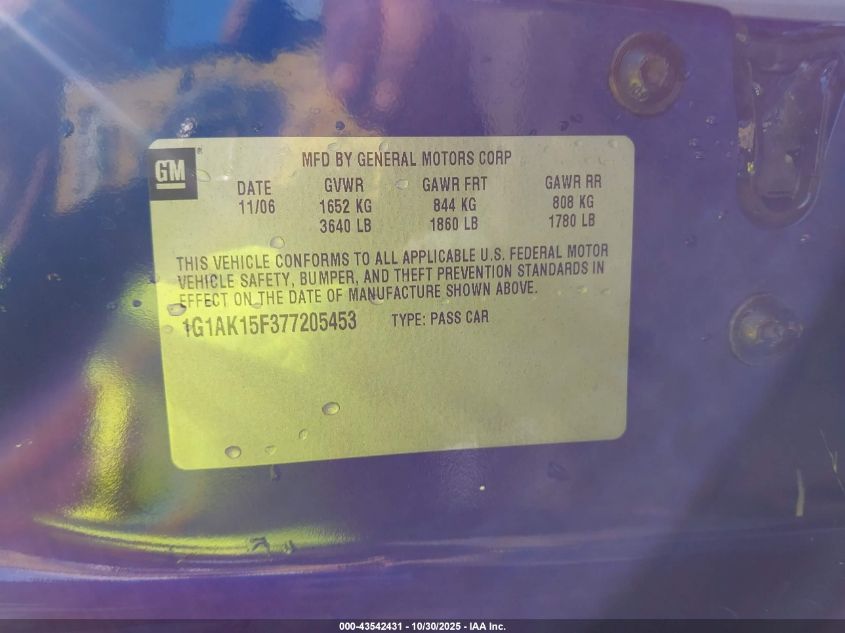 GM
MFD BY GENERAL MOTORS CORP
DATE GVWR GAWR FRT GAWR RR
11/06 1652 KG 844 KG 808 KG
3640 LB 1860 LB 1780 LB
THIS VEHICLE CONFORMS TO ALL APPLICABLE U.S. FEDERAL MOTOR
VEHICLE SAFETY, BUMPER, AND THEFT PREVENTION STANDARDS IN
EFFECT ON THE DATE OF MANUFACTURE SHOWN ABOVE.
1G1AK15F377205453 TYPE: PASS CAR
000-43542431 - 10/30/2025 - IAA Inc.